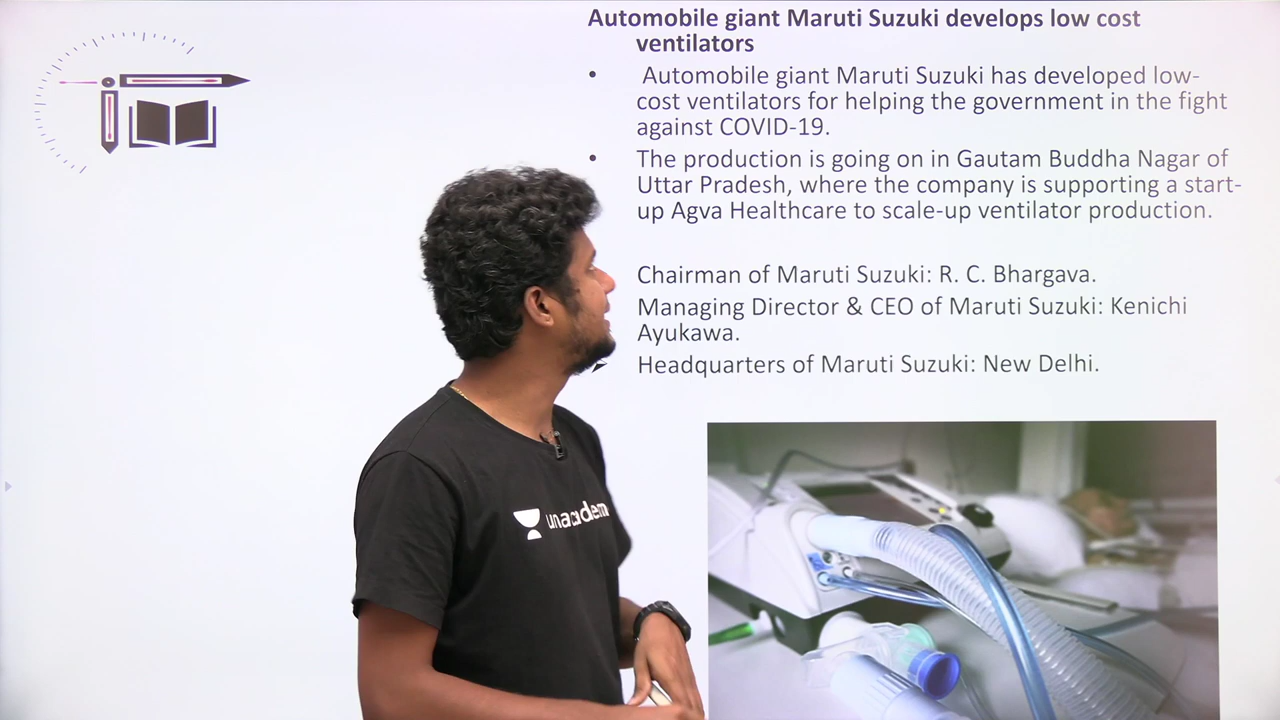 Automobile giant Maruti Suzuki develops low cost
ventilators
• Automobile giant Maruti Suzuki has developed low-
cost ventilators for helping the government in the fight
against COVID-19.
• The production is going on in Gautam Buddha Nagar of
Uttar Pradesh, where the company is supporting a start-
up Agva Healthcare to scale-up ventilator production.
Chairman of Maruti Suzuki: R. C. Bhargava.
Managing Director & CEO of Maruti Suzuki: Kenichi
Ayukawa.
Headquarters of Maruti Suzuki: New Delhi.
unacadem